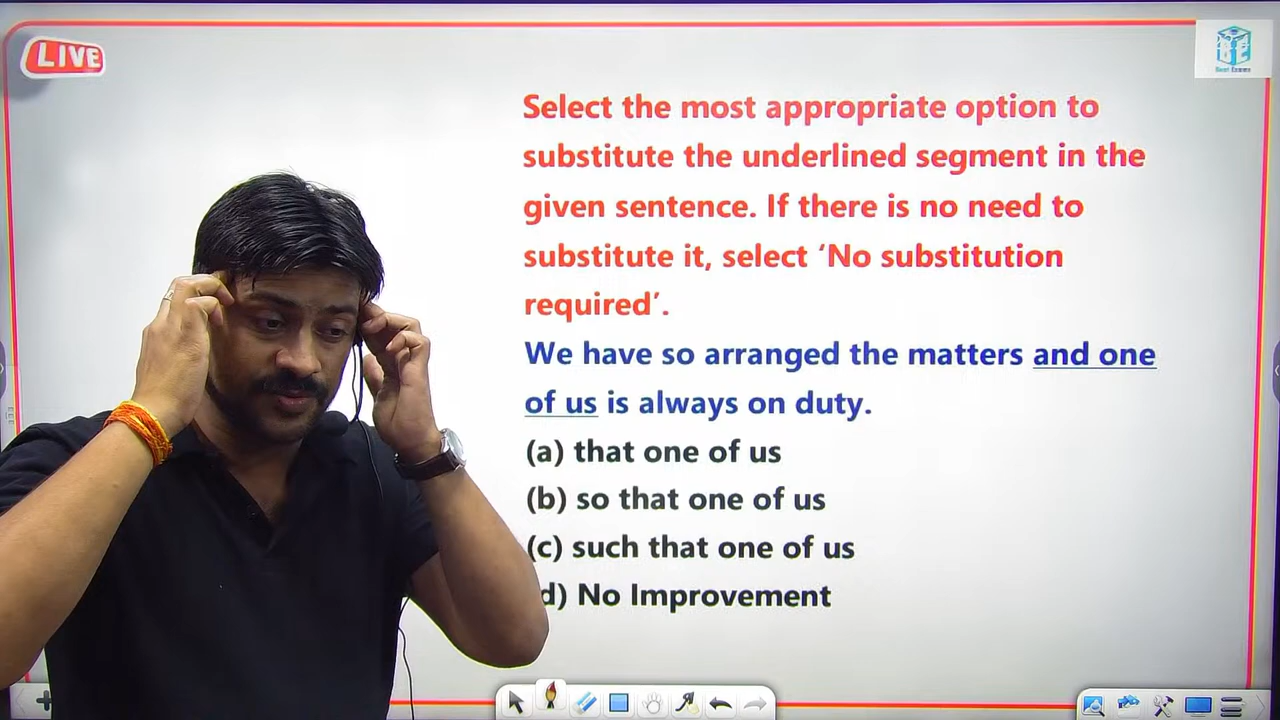 LIVE
Select the most appropriate option to
substitute the underlined segment in the
given sentence. If there is no need to
substitute it, select ‘No substitution
required’.
We have so arranged the matters and one
of us is always on duty.
(a) that one of us
(b) so that one of us
(c) such that one of us
d) No Improvement